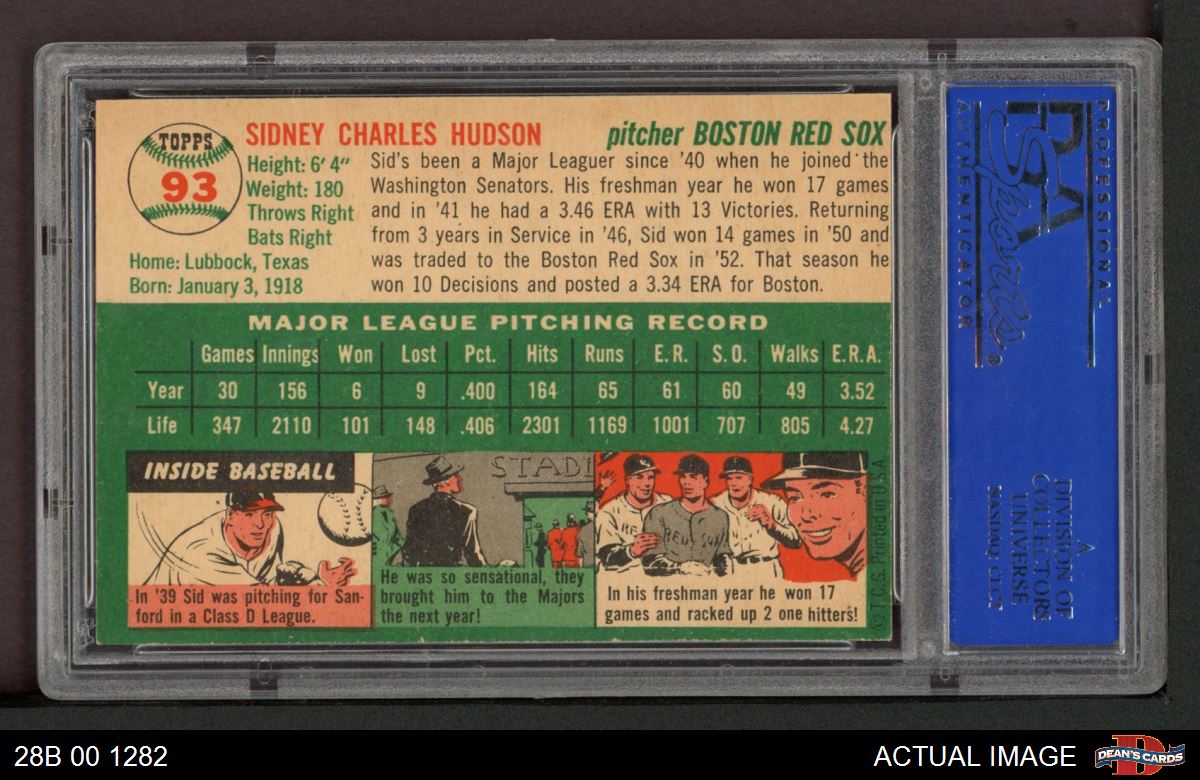 TOPPS
93
SIDNEY CHARLES HUDSON
pitcher BOSTON RED SOX
Height: 6' 4"
Weight: 180
Throws Right
Bats Right
Home: Lubbock, Texas
Born: January 3, 1918
Sid's been a Major Leaguer since '40 when he joined the
Washington Senators. His freshman year he won 17 games
and in '41 he had a 3.46 ERA with 13 Victories. Returning
from 3 years in Service in '46, Sid won 14 games in '50 and
was traded to the Boston Red Sox in '52. That season he
won 10 Decisions and posted a 3.34 ERA for Boston.
MAJOR LEAGUE PITCHING RECORD
Games Innings Won Lost Pct. Hits Runs E.R. S.O. Walks E.R.A.
Year 30 156 6 9 .400 164 65 61 60 49 3.52
Life 347 2110 101 148 .406 2301 1169 1001 707 805 4.27
INSIDE BASEBALL
In '39 Sid was pitching for San-
ford in a Class D League.
STADI
He was so sensational, they
brought him to the Majors
the next year!
RED SOX
In his freshman year he won 17
games and racked up 2 one hitters!
© T.C.G. Printed in U.S.A
PROFESSIONAL
PSA
Sports
AUTHENTICATOR
®
A
DIVISION OF
COLLECTORS
UNIVERSE
NASDAQ: CLCT
28B 00 1282
ACTUAL IMAGE
DEAN'S CARDS